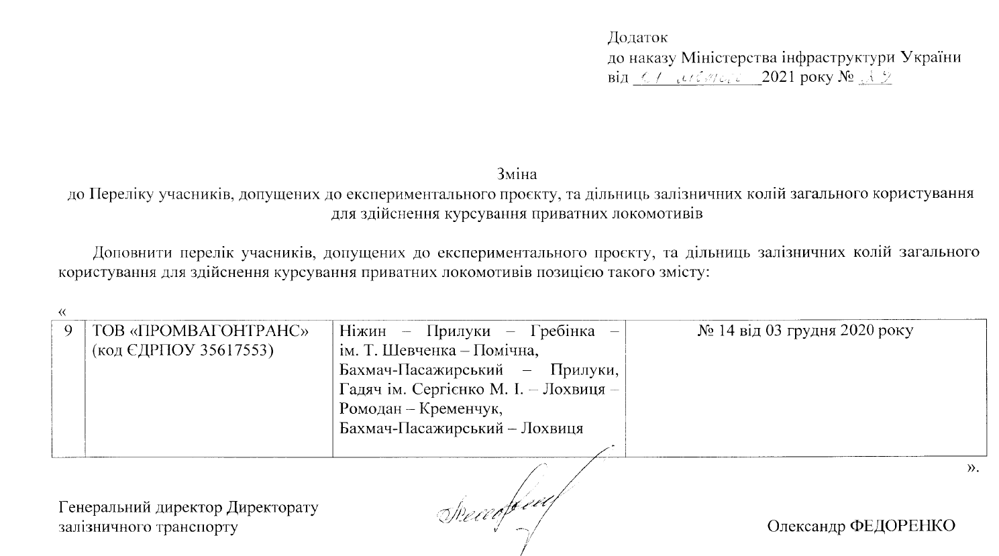 Додаток
до наказу Міністерства інфраструктури України
від 01 лютого 2021 року №
Зміна
до Переліку учасників, допущених до експериментального проєкту, та дільниць залізничних колій загального користування
для здійснення курсування приватних локомотивів
Доповнити перелік учасників, допущених до експериментального проєкту, та дільниць залізничних колій загального
користування для здійснення курсування приватних локомотивів позицією такого змісту:
«
9 ТОВ «ПРОМВАГОНТРАНС» Ніжин – Прилуки – Гребінка – № 14 від 03 грудня 2020 року
(код ЄДРПОУ 35617553) ім. Т. Шевченка – Помічна,
Бахмач-Пасажирський – Прилуки,
Гадяч ім. Сергієнко М. І. – Лохвиця –
Ромодан – Кременчук,
Бахмач-Пасажирський – Лохвиця
».
Генеральний директор Директорату
залізничного транспорту Олександр ФЕДОРЕНКО